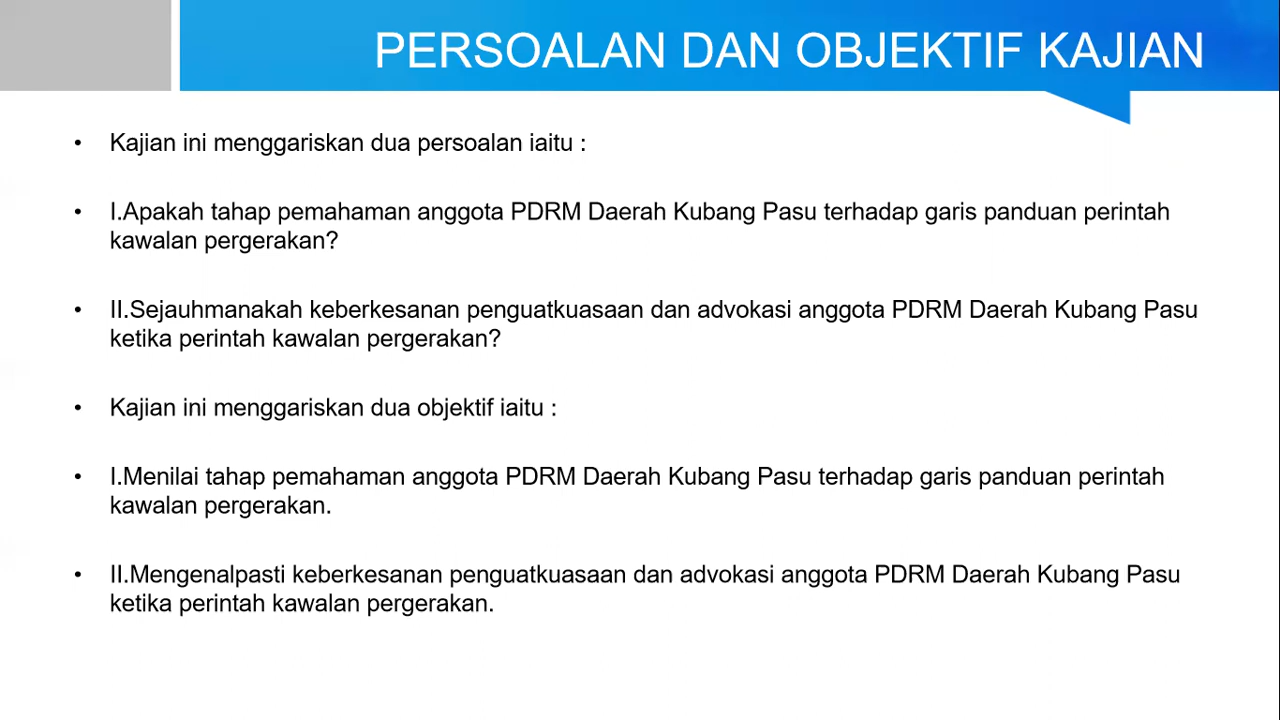 PERSOALAN DAN OBJEKTIF KAJIAN
• Kajian ini menggariskan dua persoalan iaitu :
• I.Apakah tahap pemahaman anggota PDRM Daerah Kubang Pasu terhadap garis panduan perintah
kawalan pergerakan?
• II.Sejauhmanakah keberkesanan penguatkuasaan dan advokasi anggota PDRM Daerah Kubang Pasu
ketika perintah kawalan pergerakan?
• Kajian ini menggariskan dua objektif iaitu :
• I.Menilai tahap pemahaman anggota PDRM Daerah Kubang Pasu terhadap garis panduan perintah
kawalan pergerakan.
• II.Mengenalpasti keberkesanan penguatkuasaan dan advokasi anggota PDRM Daerah Kubang Pasu
ketika perintah kawalan pergerakan.